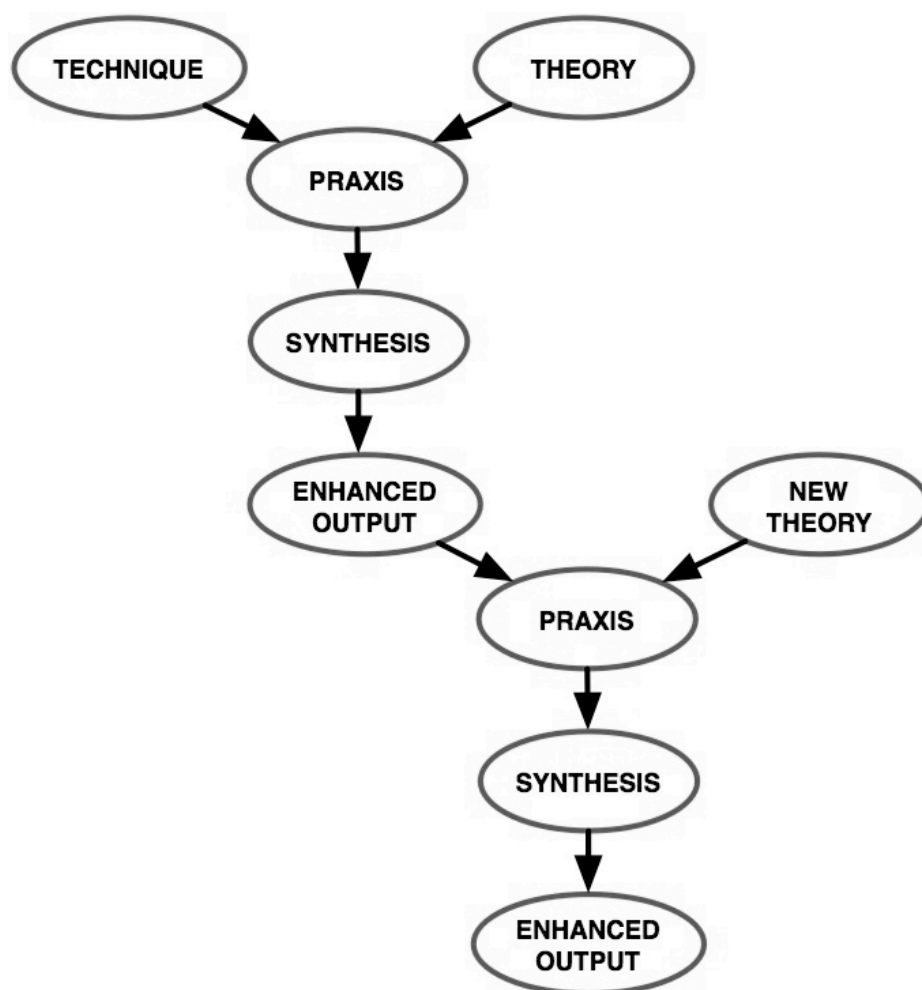 TECHNIQUE
THEORY
PRAXIS
SYNTHESIS
ENHANCED
OUTPUT
NEW
THEORY
PRAXIS
SYNTHESIS
ENHANCED
OUTPUT